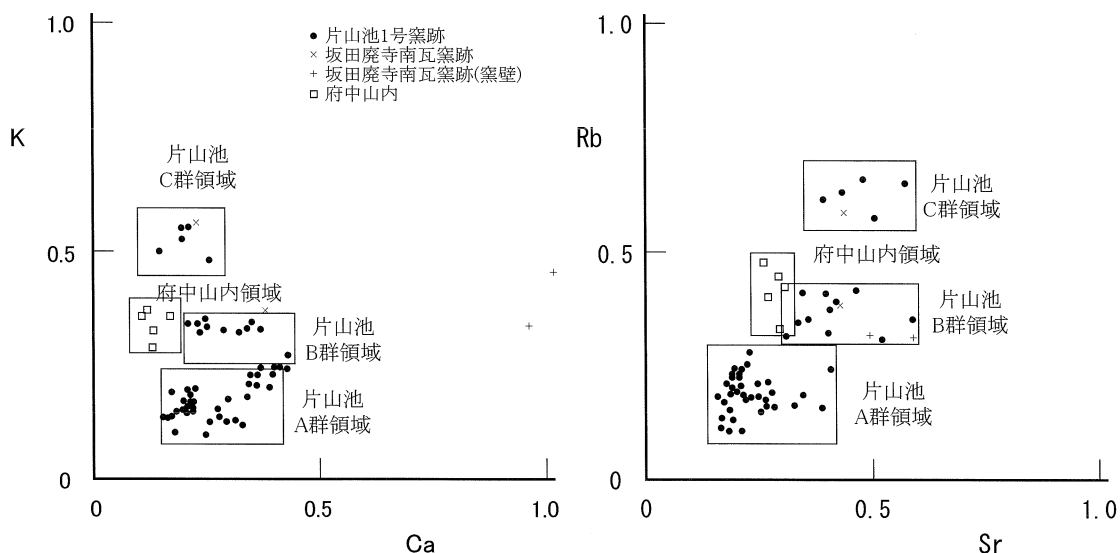 1.0
K
0.5
0
0
0.5
1.0
Ca
● 片山池1号窯跡
× 坂田廃寺南瓦窯跡
+ 坂田廃寺南瓦窯跡(窯壁)
□ 府中山内
片山池
C群領域
府中山内領域
片山池
B群領域
片山池
A群領域
1.0
Rb
0.5
0
0
0.5
1.0
Sr
片山池
C群領域
府中山内領域
片山池
B群領域
片山池
A群領域